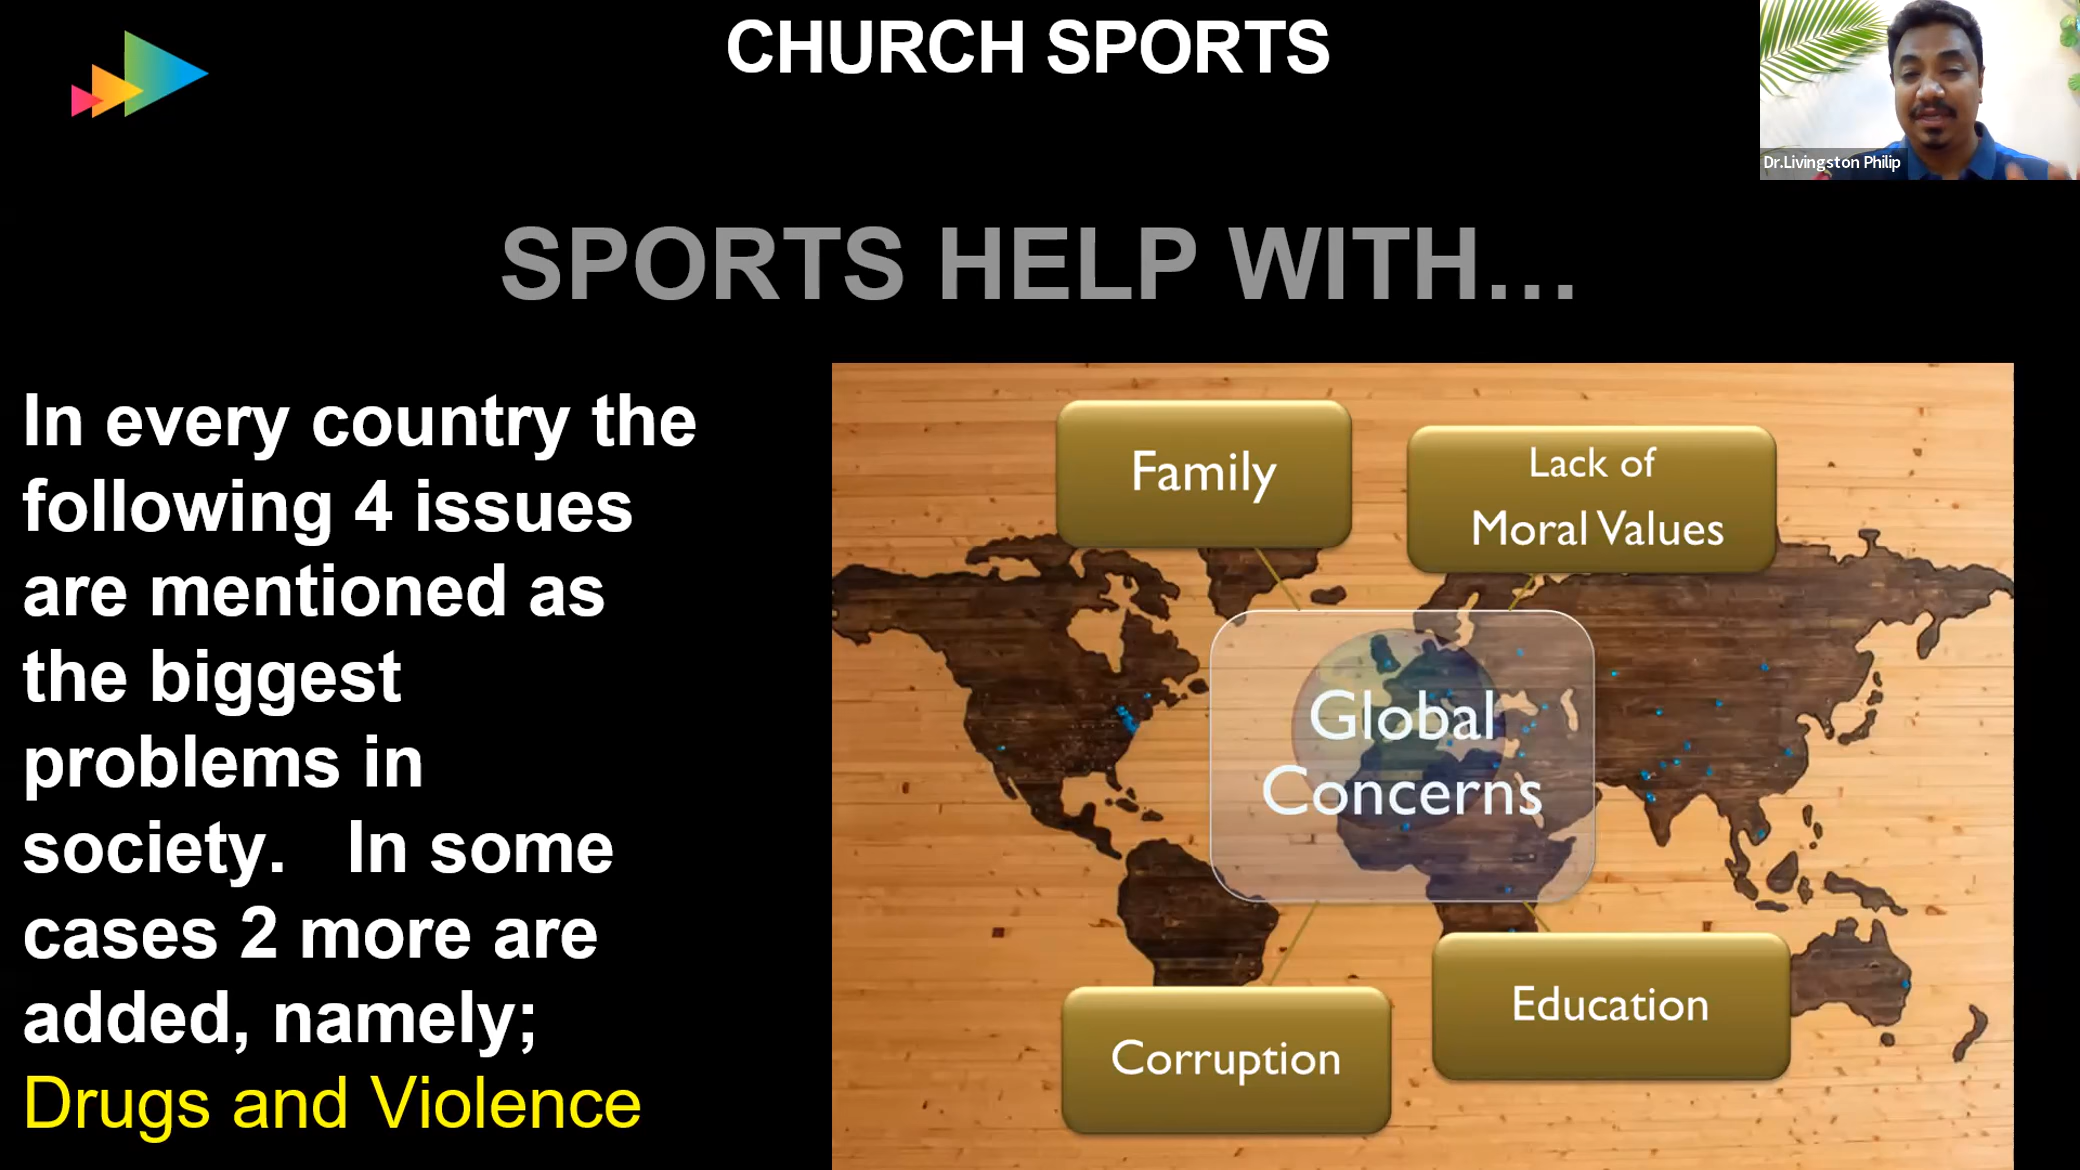 CHURCH SPORTS
Dr.Livingston Philip
SPORTS HELP WITH...
In every country the
following 4 issues
are mentioned as
the biggest
problems in
society. In some
cases 2 more are
added, namely;
Drugs and Violence
Family
Lack of
Moral Values
Global
Concerns
Corruption
Education